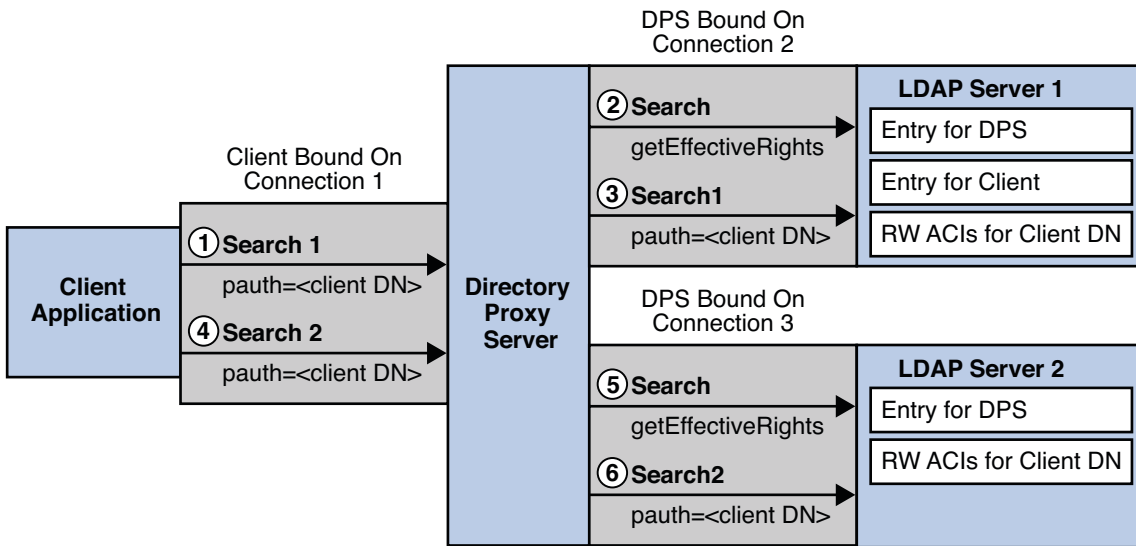 DPS Bound On
Connection 2
LDAP Server 1
2 Search
getEffectiveRights
Entry for DPS
Client Bound On
Connection 1
3 Search1
pauth=<client DN>
Entry for Client
RW ACIs for Client DN
1 Search 1
pauth=<client DN>
Client
Application
Directory
Proxy
Server
4 Search 2
pauth=<client DN>
DPS Bound On
Connection 3
LDAP Server 2
5 Search
getEffectiveRights
Entry for DPS
RW ACIs for Client DN
6 Search2
pauth=<client DN>